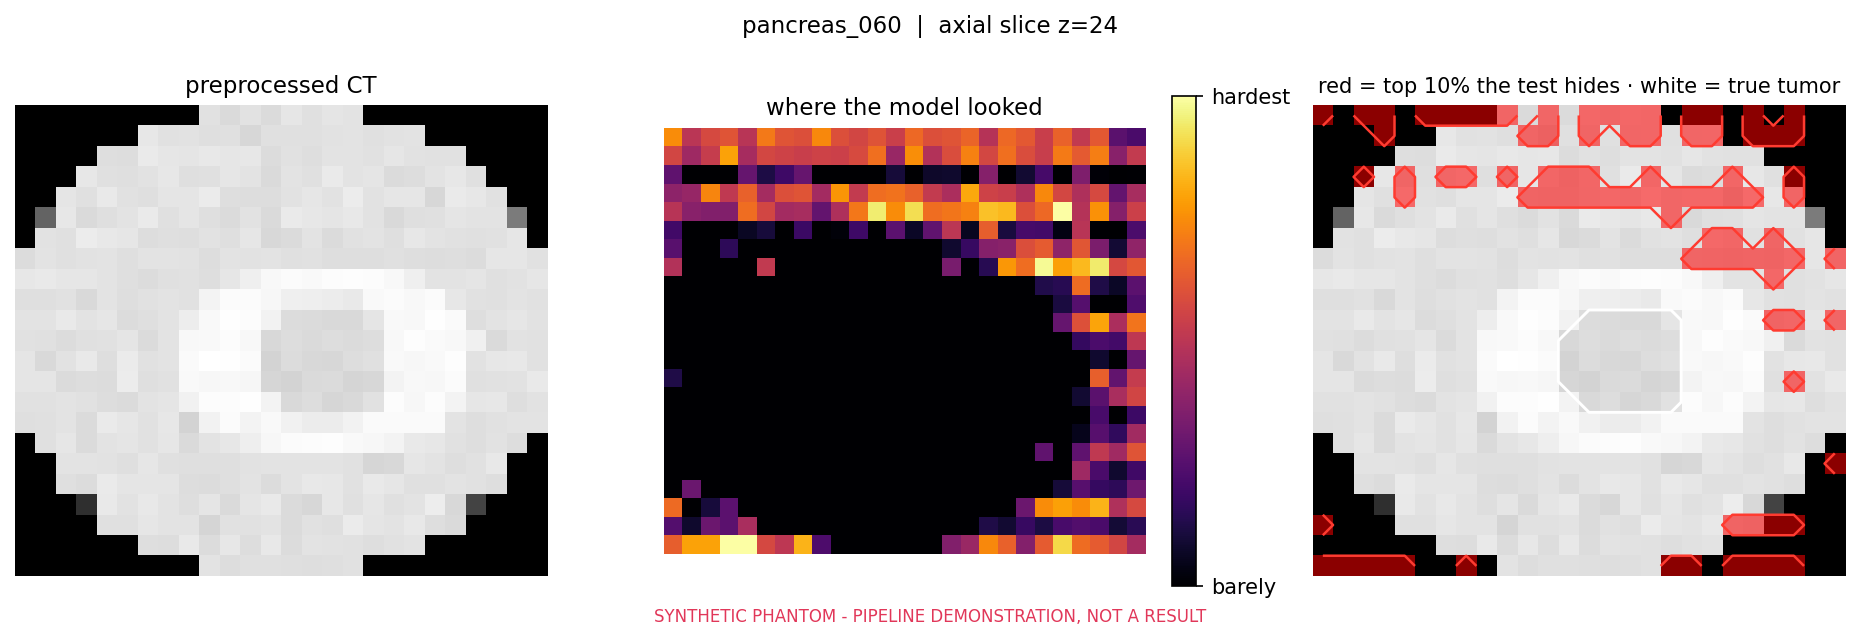 pancreas_060 | axial slice z=24
preprocessed CT
where the model looked
hardest
barely
red = top 10% the test hides · white = true tumor
SYNTHETIC PHANTOM - PIPELINE DEMONSTRATION, NOT A RESULT